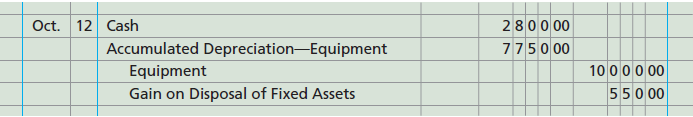 Oct. 12 Cash 2 8 0 0 00
Accumulated Depreciation—Equipment 7 7 5 0 00
Equipment 10 0 0 0 00
Gain on Disposal of Fixed Assets 5 5 0 00